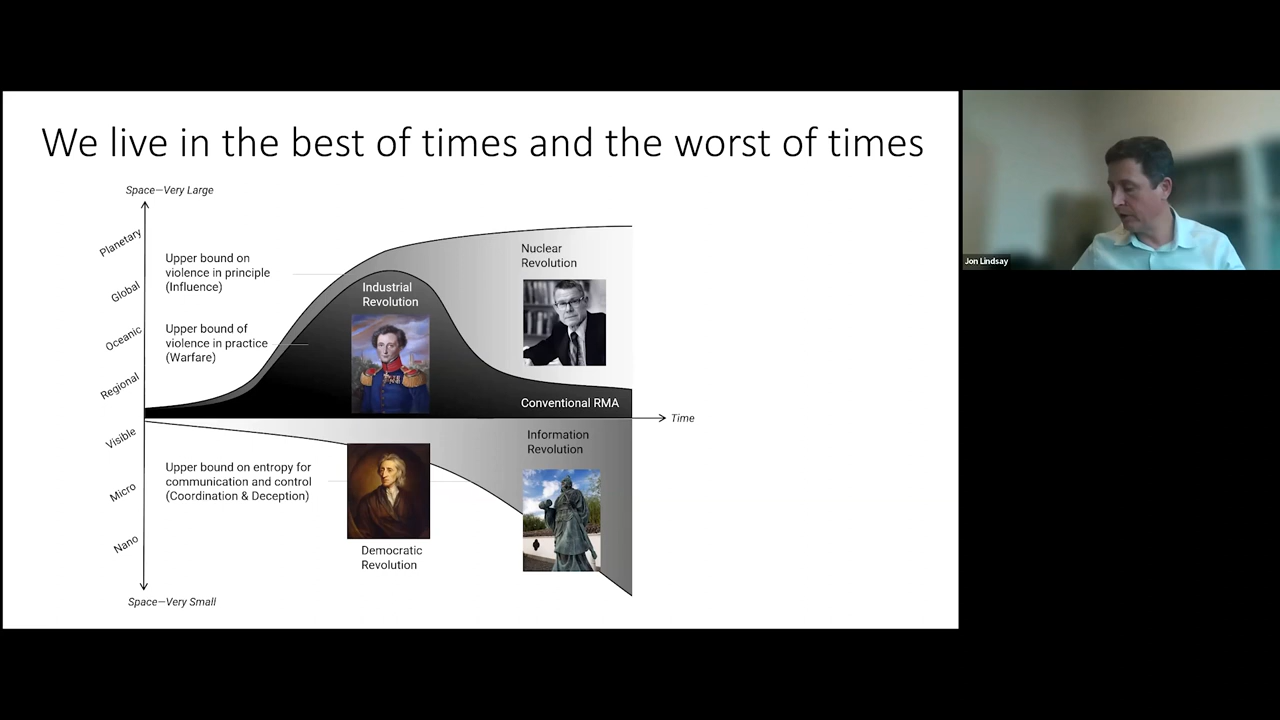 We live in the best of times and the worst of times
Space—Very Large
Planetary
Global
Oceanic
Regional
Visible
Micro
Nano
Space—Very Small
Upper bound on
violence in principle
(Influence)
Upper bound of
violence in practice
(Warfare)
Industrial
Revolution
Nuclear
Revolution
Conventional RMA
Time
Information
Revolution
Upper bound on entropy for
communication and control
(Coordination & Deception)
Democratic
Revolution
Jon Lindsay